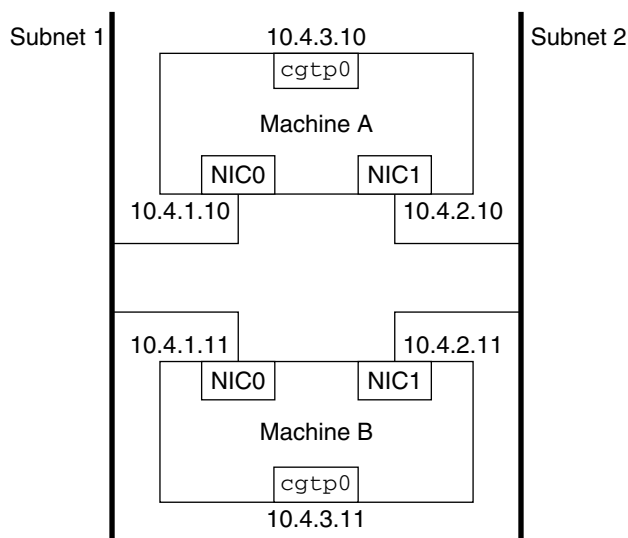 Subnet 1
10.4.3.10
Subnet 2
cgtp0
Machine A
NIC0
NIC1
10.4.1.10
10.4.2.10
10.4.1.11
10.4.2.11
NIC0
NIC1
Machine B
cgtp0
10.4.3.11